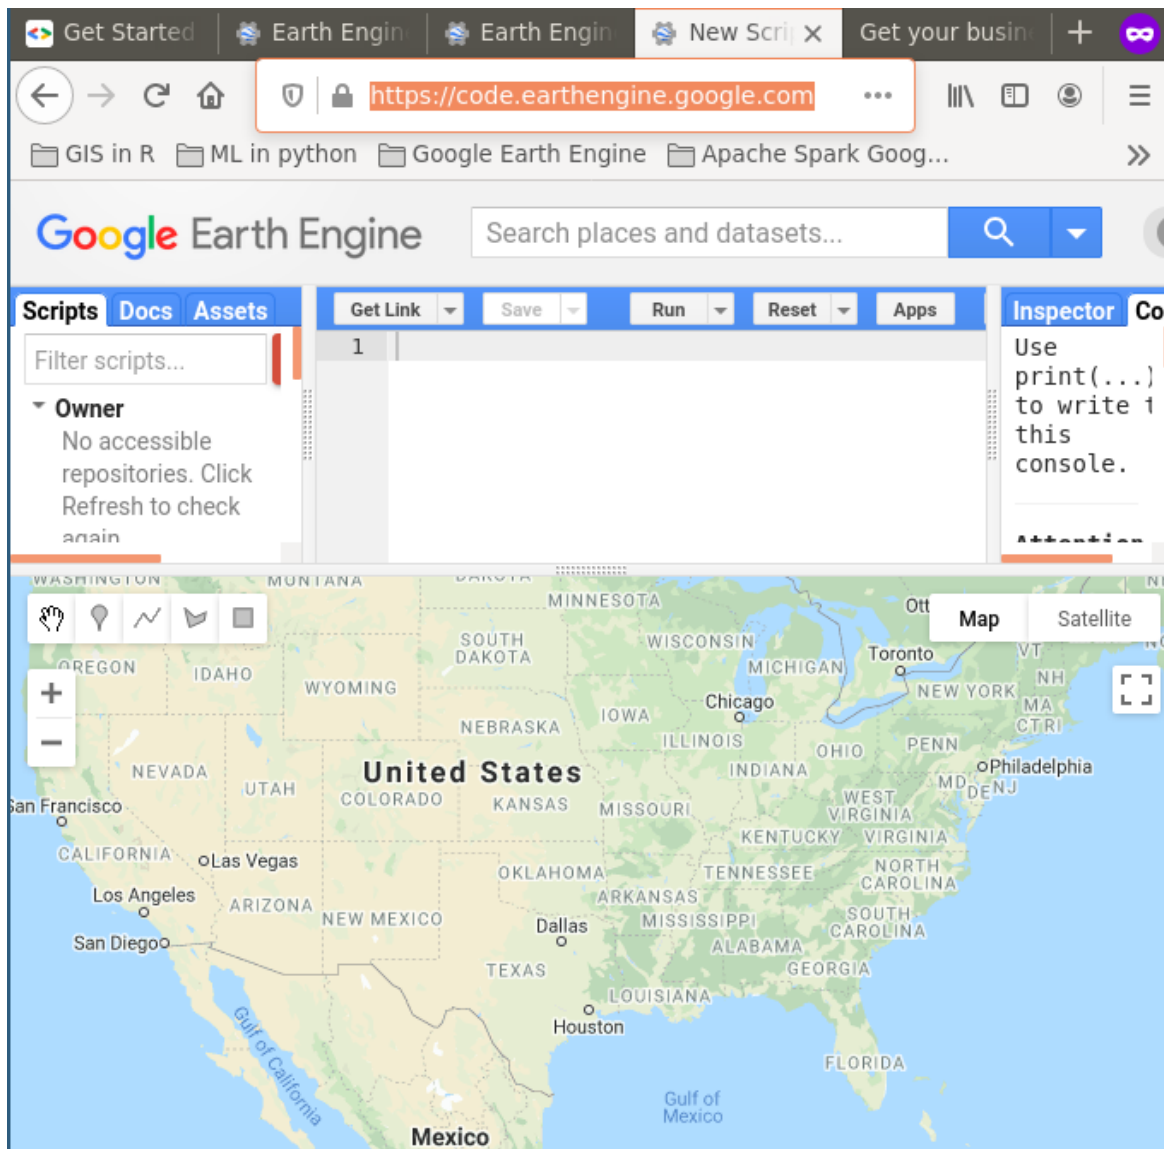 Get Started
Earth Engin
Earth Engin
New Scri
Get your busin
https://code.earthengine.google.com
GIS in R
ML in python
Google Earth Engine
Apache Spark Goog...
Google Earth Engine
Search places and datasets...
Scripts Docs Assets
Get Link
Save
Run
Reset
Apps
Inspector Co
Filter scripts...
1
Use
print(...)
to write t
this
console.
Owner
No accessible
repositories. Click
Refresh to check
again
Attention
WASHINGTON
MONTANA
DAKOTA
MINNESOTA
Ott
Map
Satellite
OREGON
IDAHO
WYOMING
SOUTH
DAKOTA
WISCONSIN
MICHIGAN
Toronto
VT
NH
NEW YORK
MA
CT RI
NEBRASKA
IOWA
Chicago
ILLINOIS
INDIANA
OHIO
PENN
Philadelphia
MD
DE NJ
NEVADA
UTAH
United States
COLORADO
KANSAS
MISSOURI
WEST
VIRGINIA
KENTUCKY
VIRGINIA
San Francisco
CALIFORNIA
Las Vegas
OKLAHOMA
TENNESSEE
NORTH
CAROLINA
Los Angeles
ARIZONA
NEW MEXICO
ARKANSAS
MISSISSIPPI
SOUTH
CAROLINA
San Diego
Dallas
ALABAMA
TEXAS
GEORGIA
LOUISIANA
Houston
Gulf of California
FLORIDA
Gulf of
Mexico
Mexico